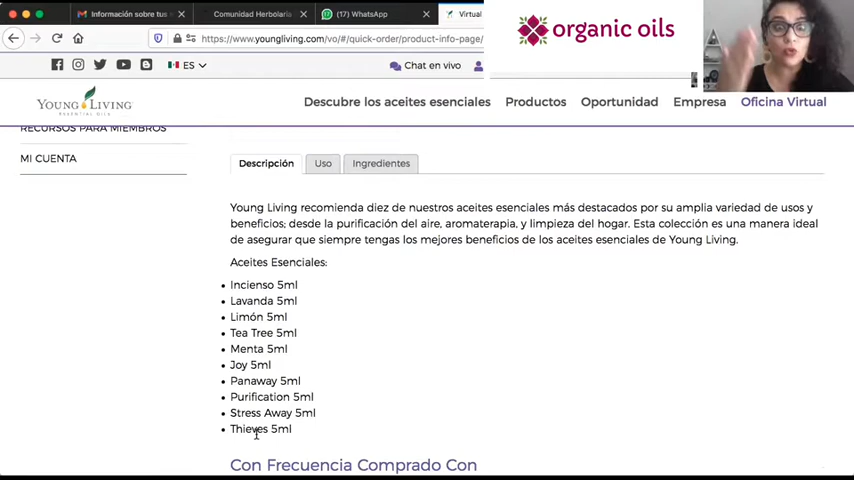 Información sobre tus
Comunidad Herbolaria
(17) WhatsApp
Virtual
https://www.youngliving.com/vo/#/quick-order/product-info-page/
organic oils
ES
Chat en vivo
YOUNG LIVING
ESSENTIAL OILS
Descubre los aceites esenciales
Productos
Oportunidad
Empresa
Oficina Virtual
RECURSOS PARA MIEMBROS
MI CUENTA
Descripción
Uso
Ingredientes
Young Living recomienda diez de nuestros aceites esenciales más destacados por su amplia variedad de usos y
beneficios; desde la purificación del aire, aromaterapia, y limpieza del hogar. Esta colección es una manera ideal
de asegurar que siempre tengas los mejores beneficios de los aceites esenciales de Young Living.
Aceites Esenciales:
Incienso 5ml
Lavanda 5ml
Limón 5ml
Tea Tree 5ml
Menta 5ml
Joy 5ml
Panaway 5ml
Purification 5ml
Stress Away 5ml
Thieves 5ml
Con Frecuencia Comprado Con